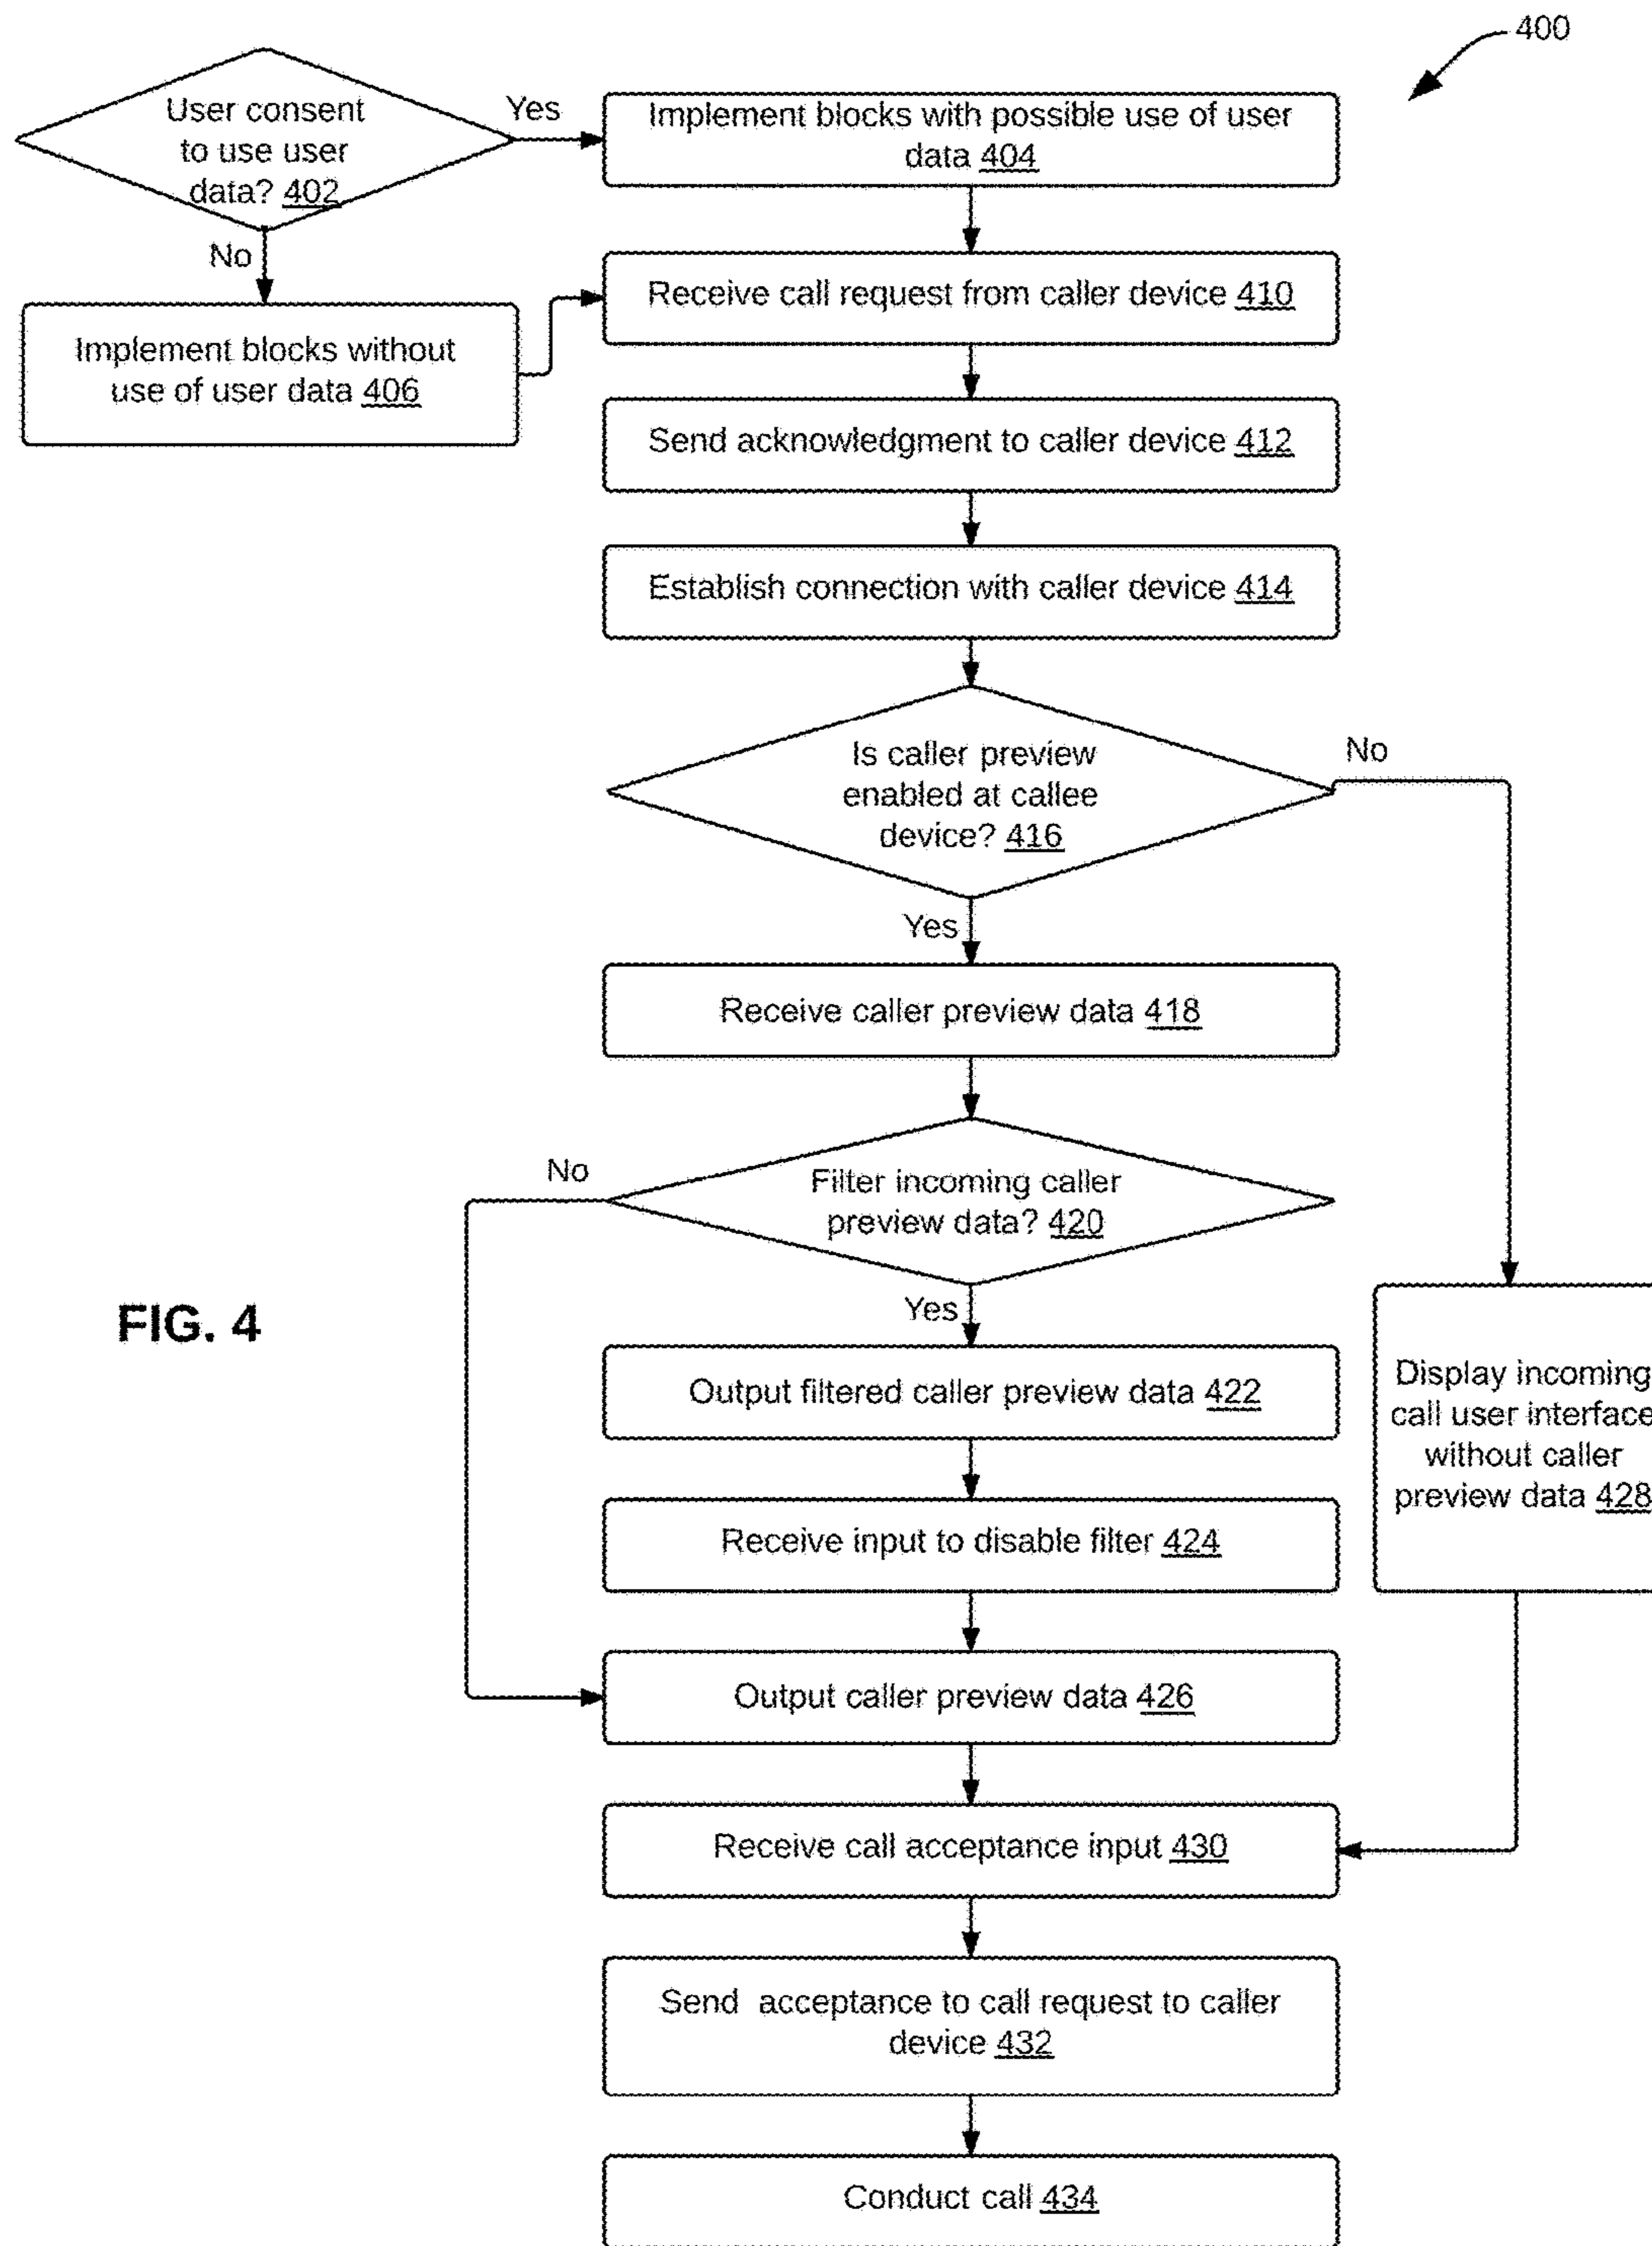 400
User consent
to use user
data? 402
Yes
Implement blocks with possible use of user
data 404
No
Implement blocks without
use of user data 406
Receive call request from caller device 410
Send acknowledgment to caller device 412
Establish connection with caller device 414
Is caller preview
enabled at callee
device? 416
No
Yes
Receive caller preview data 418
No
Filter incoming caller
preview data? 420
Yes
FIG. 4
Output filtered caller preview data 422
Display incoming
call user interface
without caller
preview data 428
Receive input to disable filter 424
Output caller preview data 426
Receive call acceptance input 430
Send acceptance to call request to caller
device 432
Conduct call 434